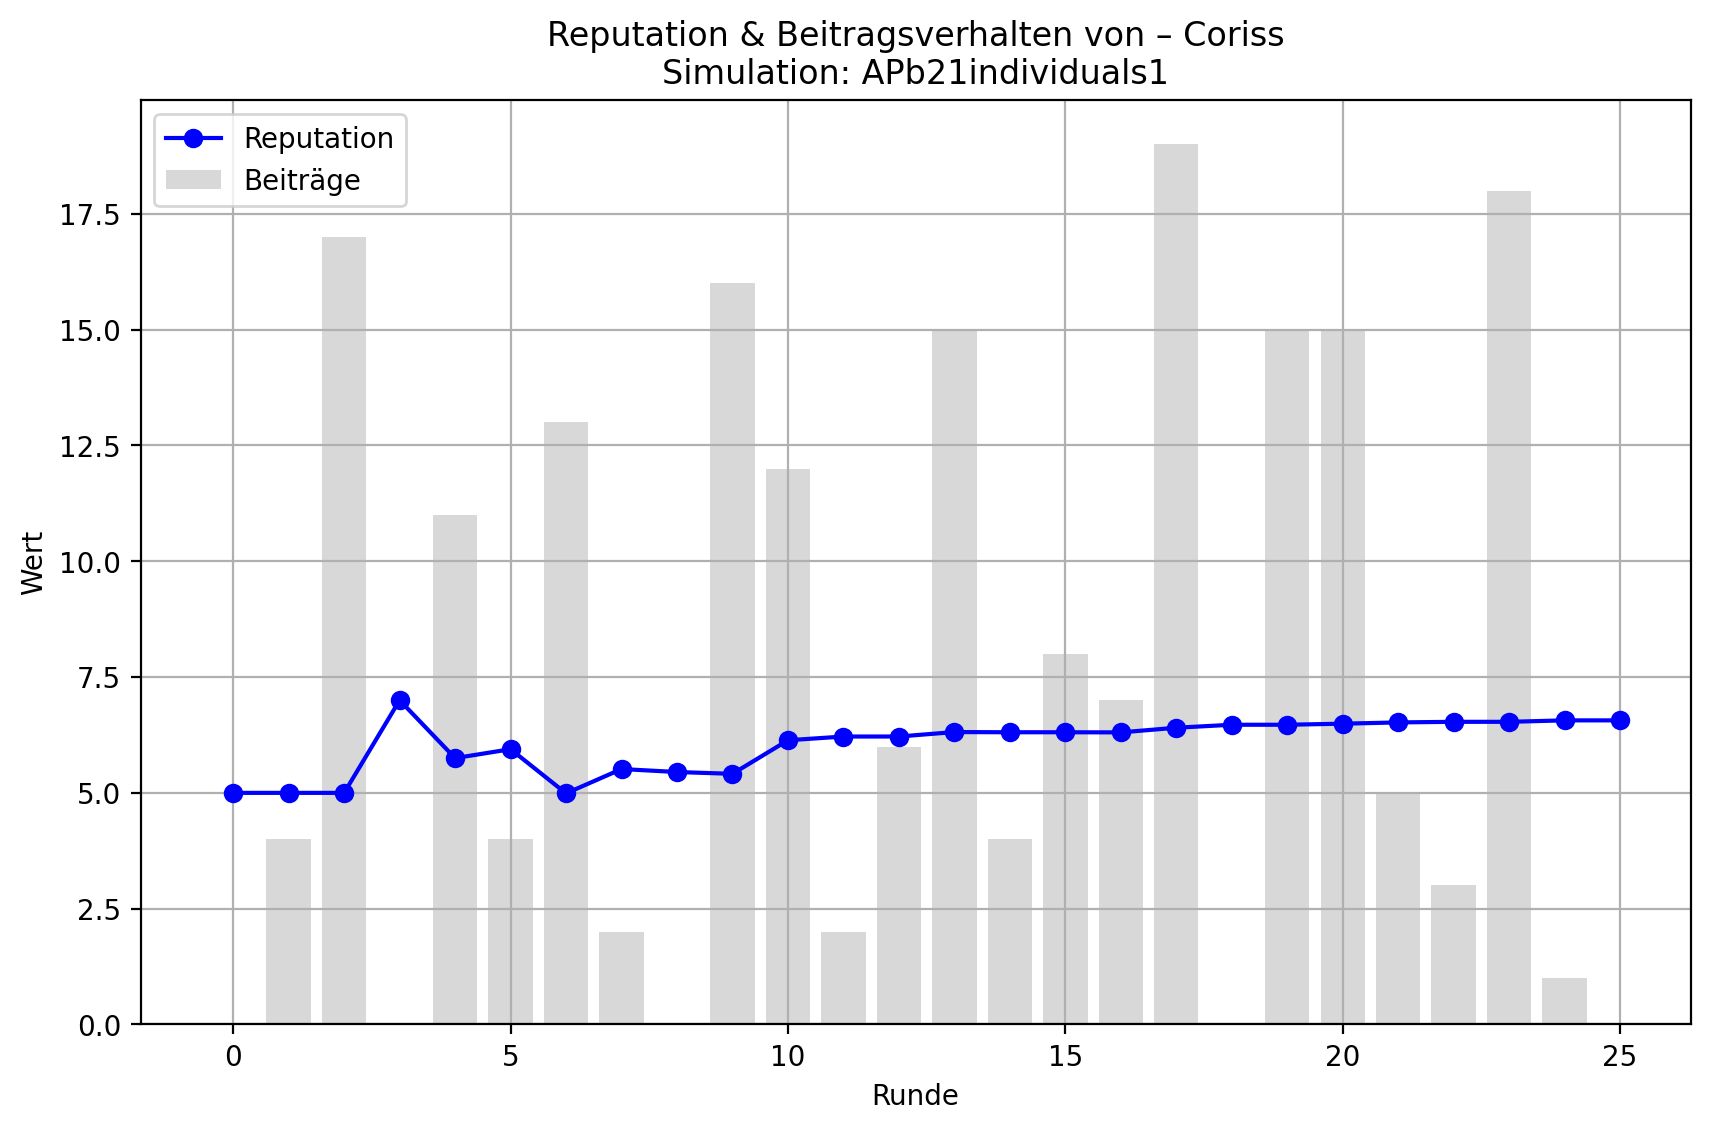 Reputation & Beitragsverhalten von – Coriss
Simulation: APb21individuals1
Reputation
Beiträge
17.5
15.0
12.5
10.0
7.5
5.0
2.5
0.0
Wert
0 5 10 15 20 25
Runde